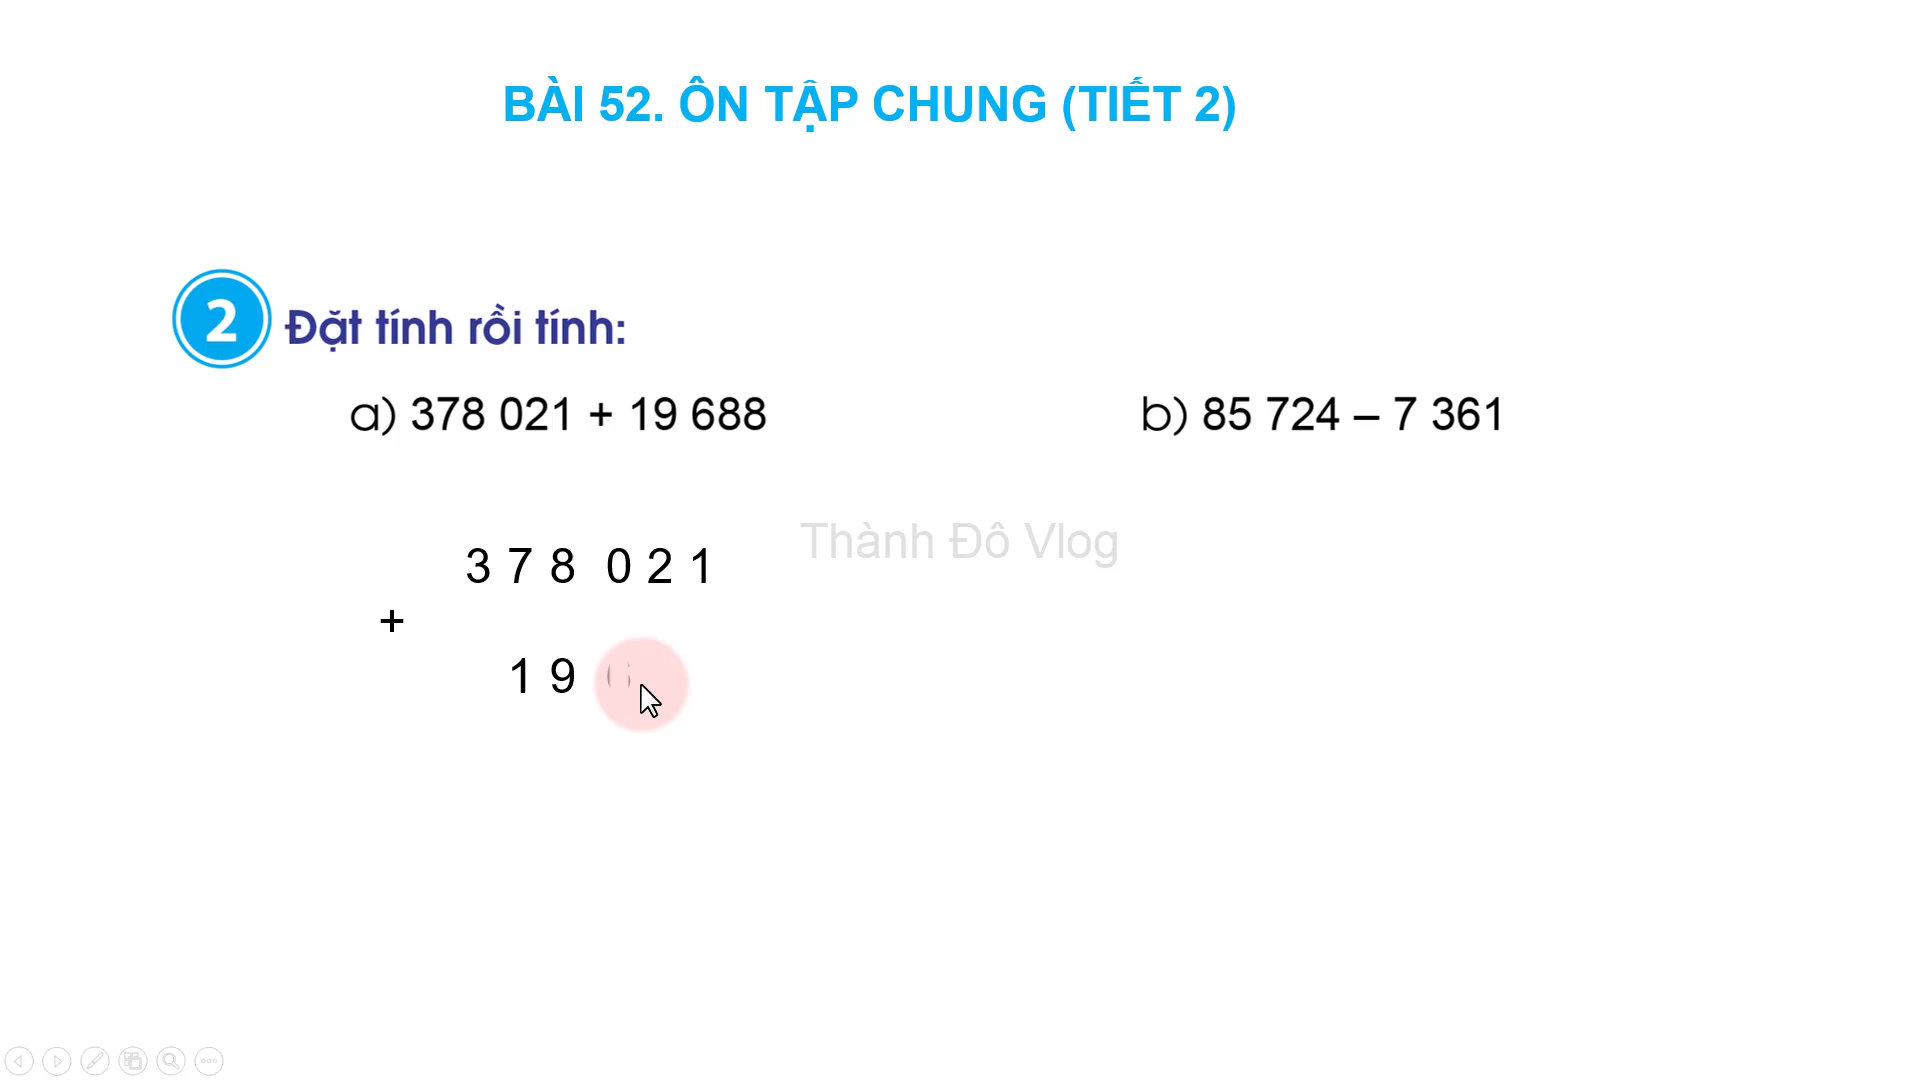 BÀI 52. ÔN TẬP CHUNG (TIẾT 2)
2 Đặt tính rồi tính:
a) 378 021 + 19 688
b) 85 724 – 7 361
Thành Đô Vlog
3 7 8 0 2 1
+
1 9